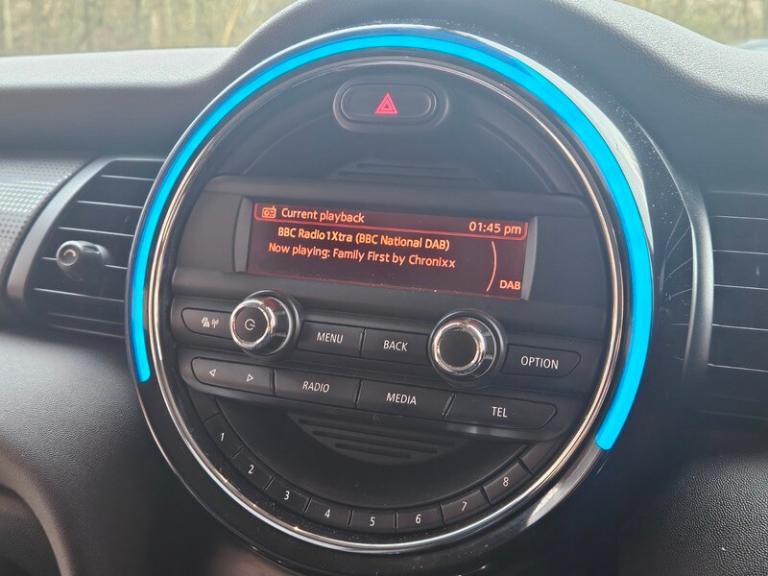 Current playback 01:45 pm
BBC Radio1Xtra (BBC National DAB)
Now playing: Family First by Chronixx
DAB
MENU BACK OPTION
RADIO MEDIA TEL
1 2 3 4 5 6 7 8